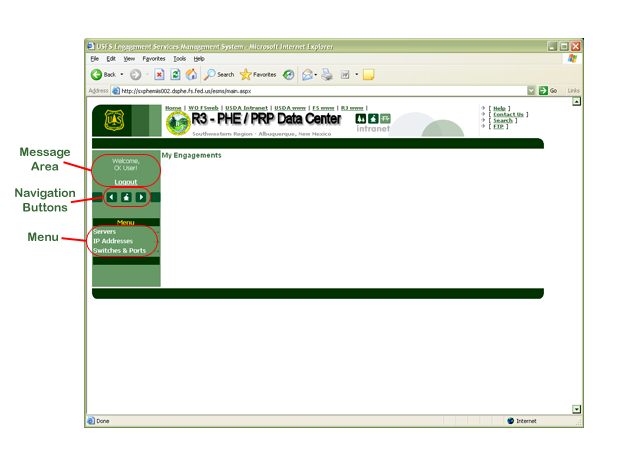 USFS Engagement Services Management System - Microsoft Internet Explorer
File Edit View Favorites Tools Help
Back Search Favorites
Address http://cxphemis002.dsphe.fs.fed.us/esms/main.aspx Go Links
Home | WO FSweb | USDA Intranet | USDA www | FS www | R3 www |
R3 - PHE / PRP Data Center
Southwestern Region - Albuquerque, New Mexico
intranet
[ Help ]
[ Contact Us ]
[ Search ]
[ FTP ]
Message
Area
Welcome,
CK User!
Logout
My Engagements
Navigation
Buttons
Menu
Menu
Servers
IP Addresses
Switches & Ports
Done Internet